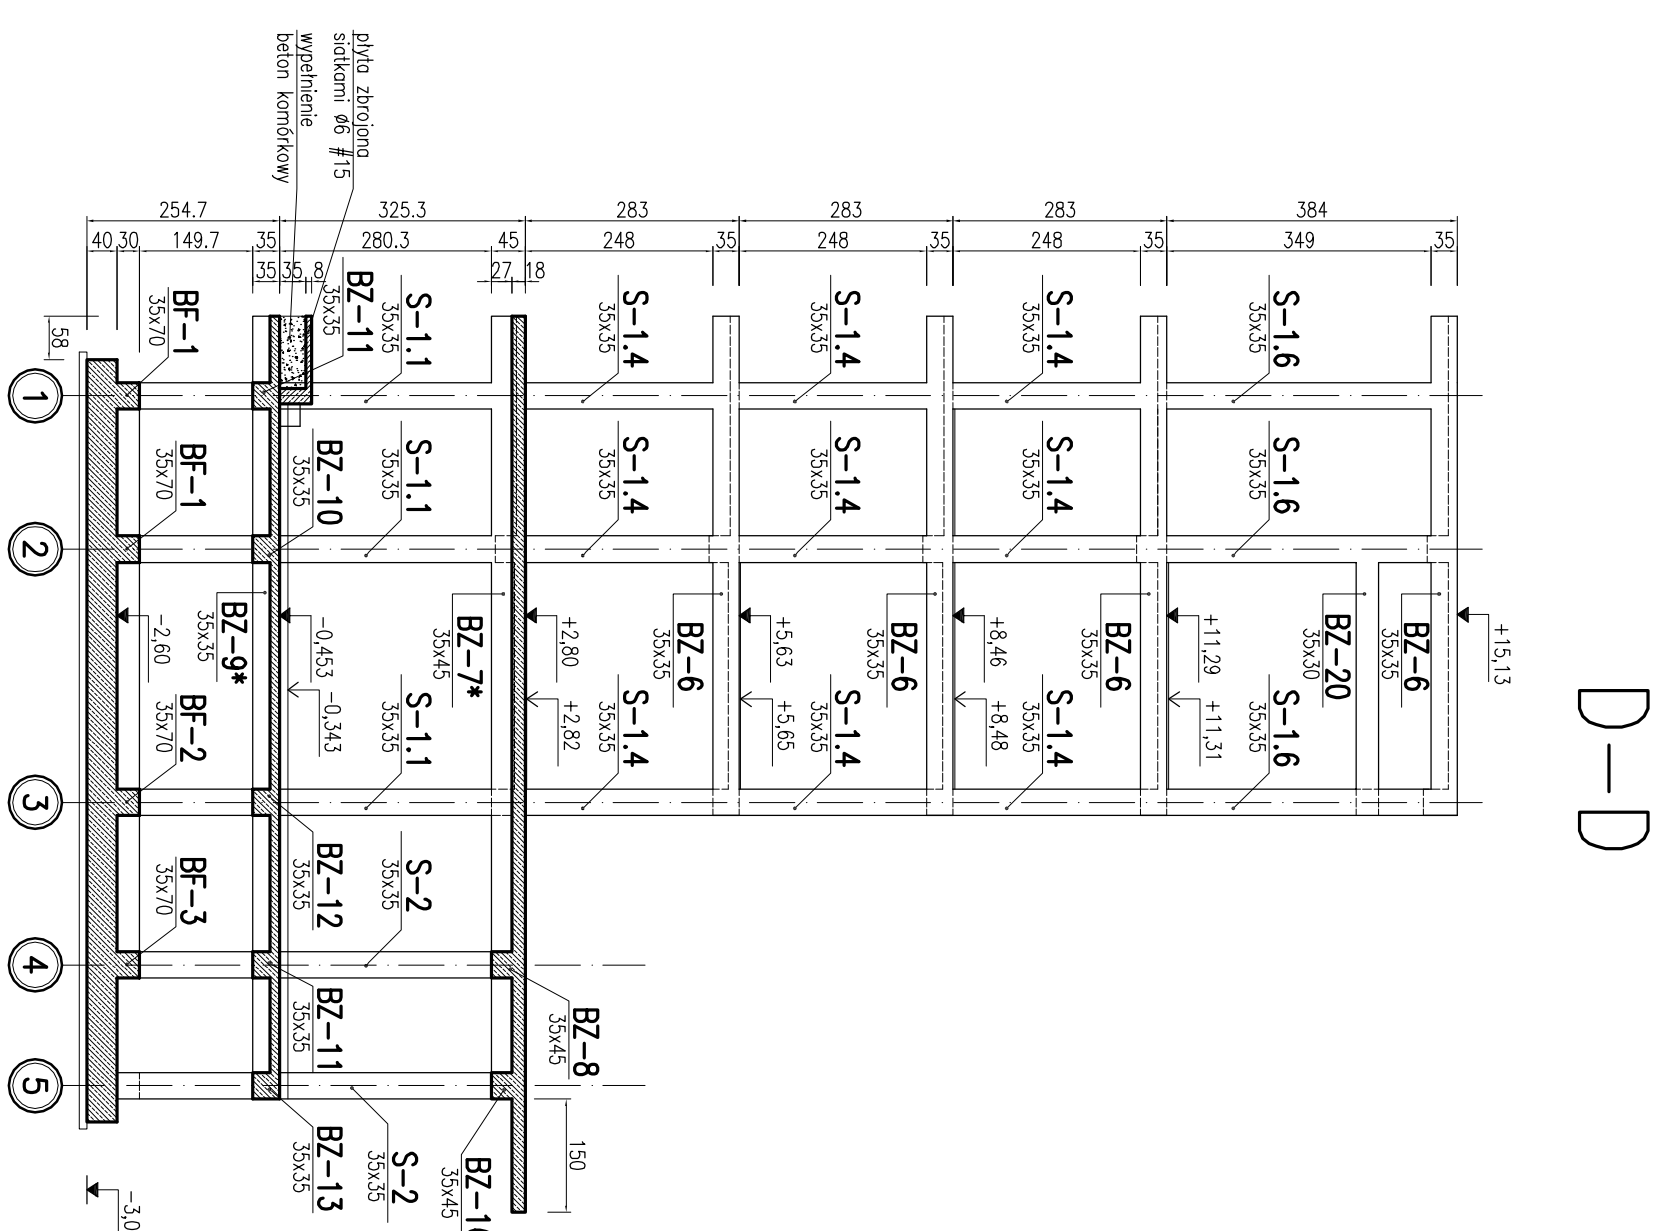 D–D
płyta zbrojona
siatkami ø6 #15
wypełnienie
beton komórkowy
384
283
283
283
325.3
254.7
35
349
35
248
35
248
35
248
45
280.3
35
149.7
30
40
18
27
8
35
35
58
150
S-1.6
35x35
S-1.6
35x35
S-1.6
35x35
S-1.4
35x35
S-1.4
35x35
S-1.4
35x35
S-1.4
35x35
S-1.4
35x35
S-1.4
35x35
S-1.4
35x35
S-1.4
35x35
S-1.4
35x35
S-1.1
35x35
S-1.1
35x35
S-1.1
35x35
S-2
35x35
S-2
35x35
BZ-6
35x35
BZ-20
35x30
BZ-6
35x35
BZ-6
35x35
BZ-6
35x35
BZ-7*
35x45
BZ-8
35x45
35x45
BZ-11
35x35
BZ-10
35x35
BZ-9*
35x35
BZ-12
35x35
BZ-11
35x35
BZ-13
35x35
BF-1
35x70
BF-1
35x70
BF-2
35x70
BF-3
35x70
+15,13
+11,29
+11,31
+8,46
+8,48
+5,63
+5,65
+2,80
+2,82
-0,453
-0,343
-2,60
1
2
3
4
5